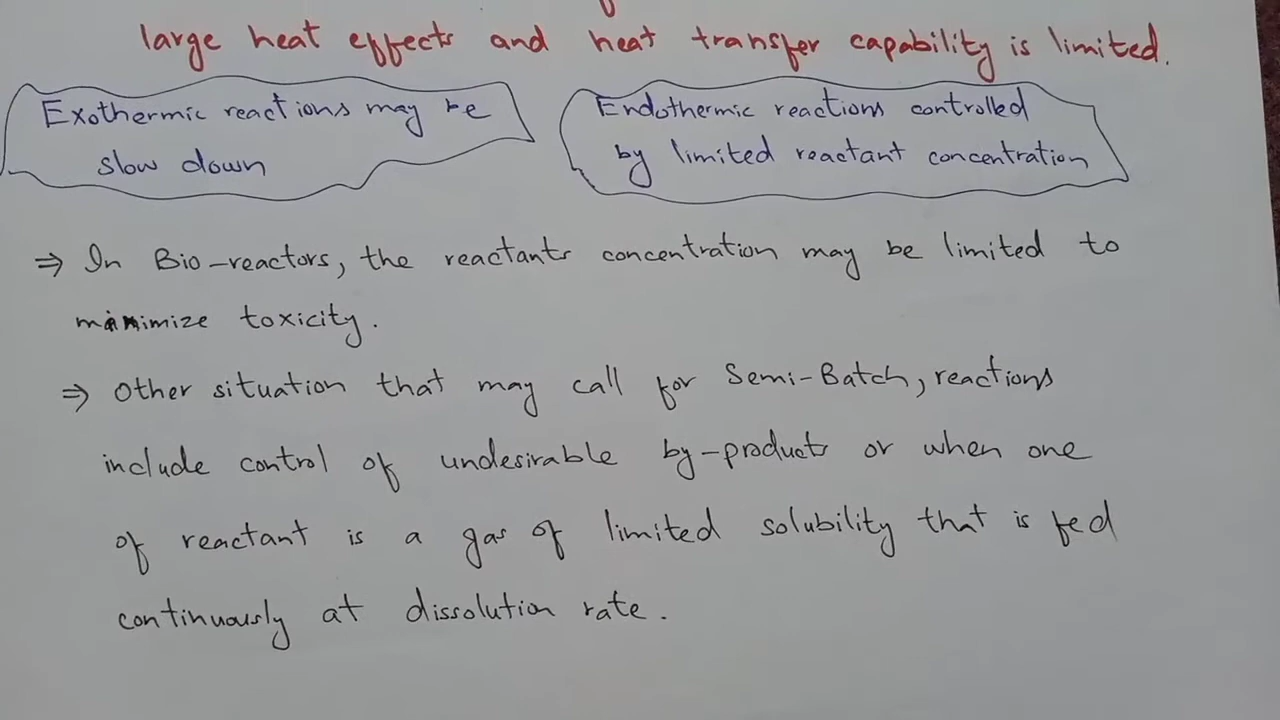 large heat effects and heat transfer capability is limited.
Exothermic reactions may be
slow down
Endothermic reactions controlled
by limited reactant concentration
⇒ In Bio-reactors, the reactants concentration may be limited to
minimize toxicity.
⇒ Other situation that may call for Semi-Batch, reactions
include control of undesirable by-products or when one
of reactant is a gas of limited solubility that is fed
continuously at dissolution rate.